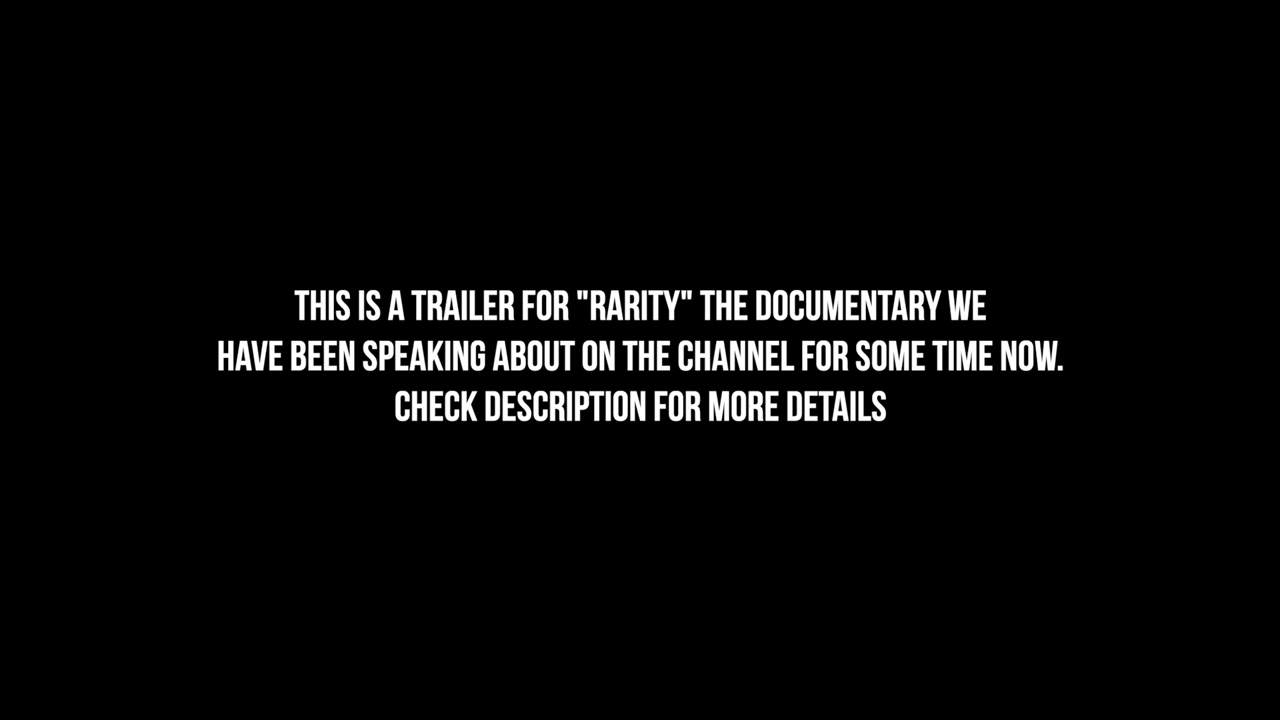 THIS IS A TRAILER FOR "RARITY" THE DOCUMENTARY WE
HAVE BEEN SPEAKING ABOUT ON THE CHANNEL FOR SOME TIME NOW.
CHECK DESCRIPTION FOR MORE DETAILS